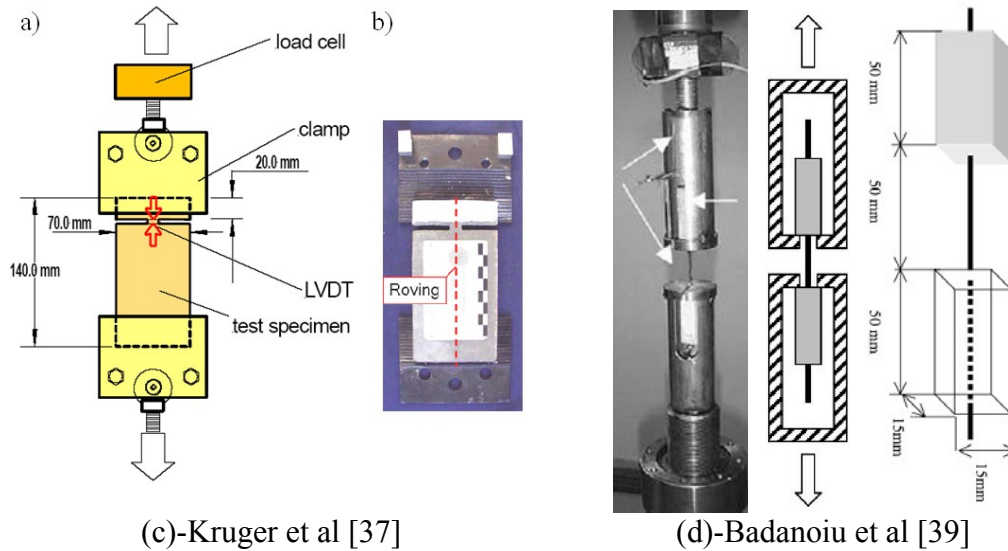 a)
load cell
clamp
20.0 mm
70.0 mm
140.0 mm
LVDT
test specimen
b)
Roving
50 mm
50 mm
50 mm
15mm
15mm
(c)-Kruger et al [37]
(d)-Badanoiu et al [39]